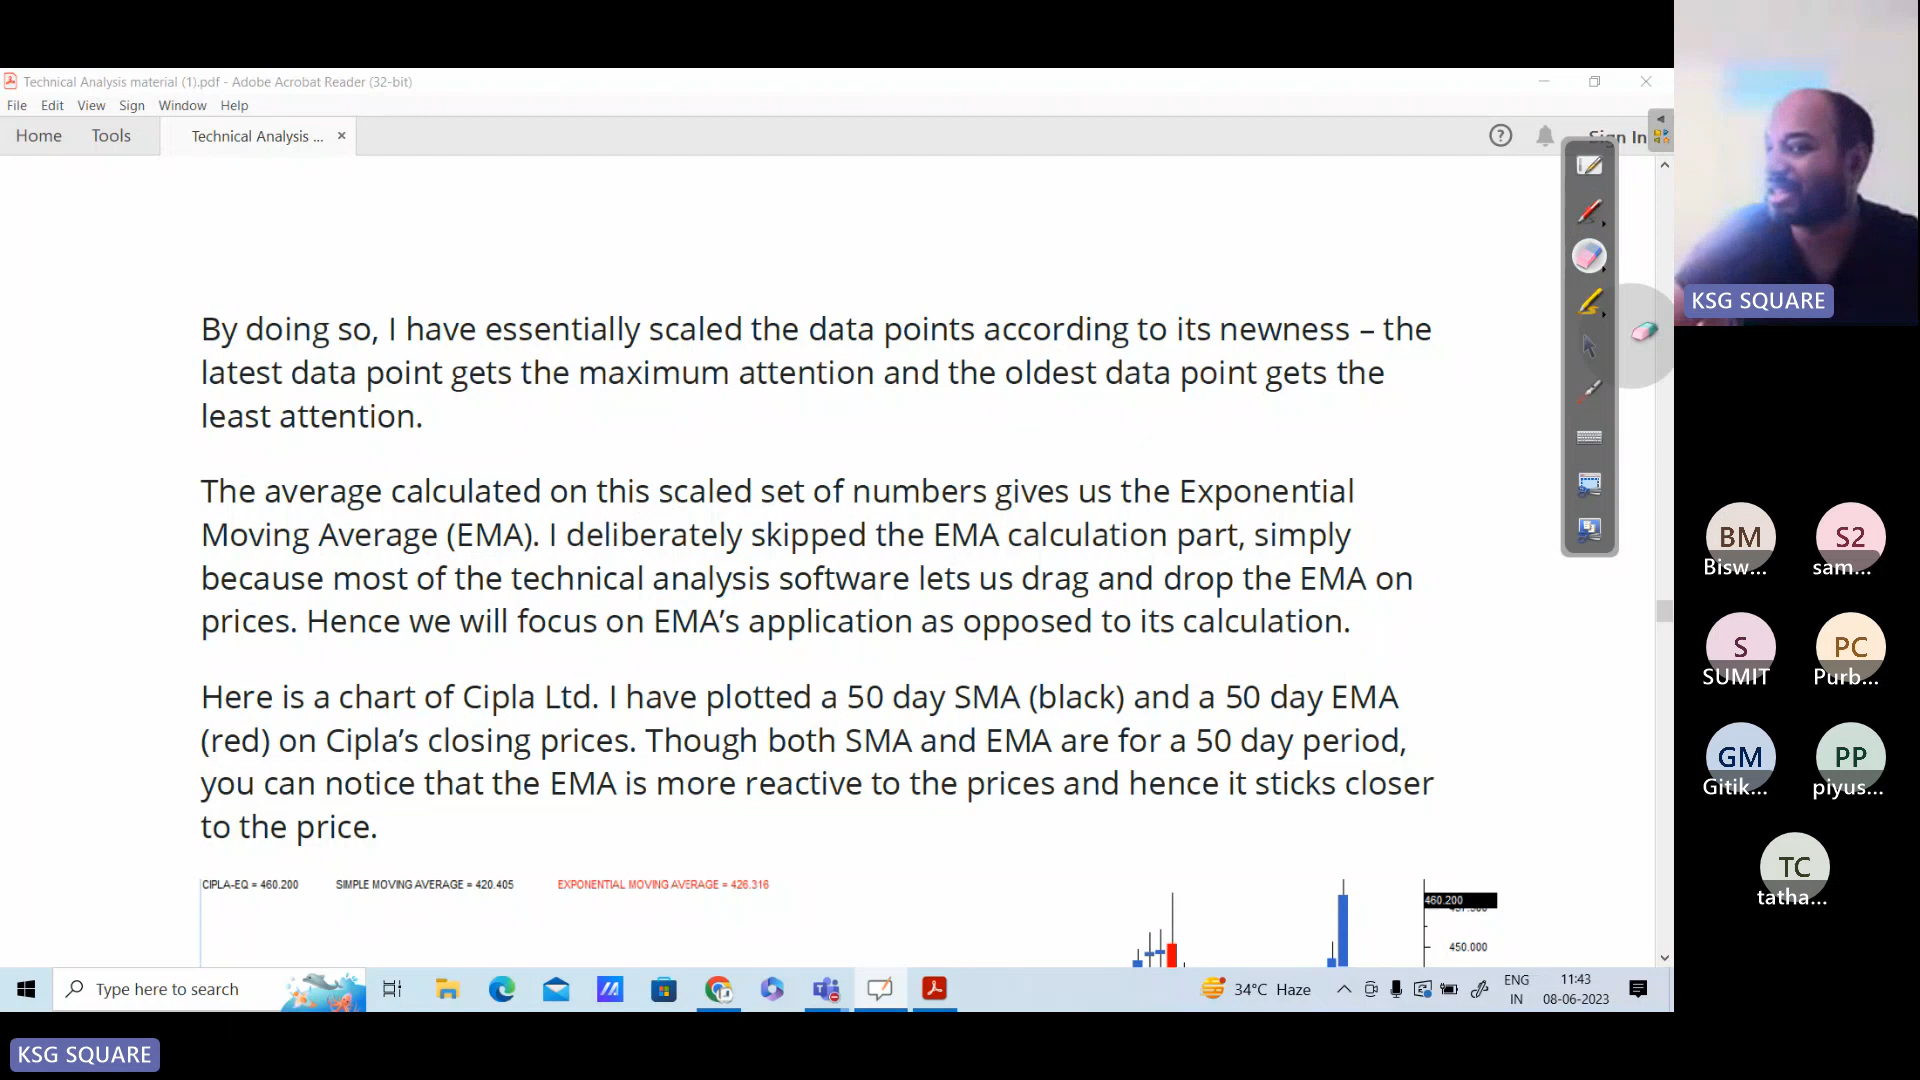 Technical Analysis material (1).pdf - Adobe Acrobat Reader (32-bit)
File Edit View Sign Window Help
Home Tools Technical Analysis ...
Sign In
By doing so, I have essentially scaled the data points according to its newness – the
latest data point gets the maximum attention and the oldest data point gets the
least attention.
The average calculated on this scaled set of numbers gives us the Exponential
Moving Average (EMA). I deliberately skipped the EMA calculation part, simply
because most of the technical analysis software lets us drag and drop the EMA on
prices. Hence we will focus on EMA's application as opposed to its calculation.
Here is a chart of Cipla Ltd. I have plotted a 50 day SMA (black) and a 50 day EMA
(red) on Cipla's closing prices. Though both SMA and EMA are for a 50 day period,
you can notice that the EMA is more reactive to the prices and hence it sticks closer
to the price.
CIPLA-EQ = 460.200 SIMPLE MOVING AVERAGE = 420.405 EXPONENTIAL MOVING AVERAGE = 426.316
460.200
450.000
Type here to search
34°C Haze
ENG
IN
11:43
08-06-2023
KSG SQUARE
KSG SQUARE
BM
Bisw...
S2
sam...
S
SUMIT
PC
Purb...
GM
Gitik...
PP
piyus...
TC
tatha...